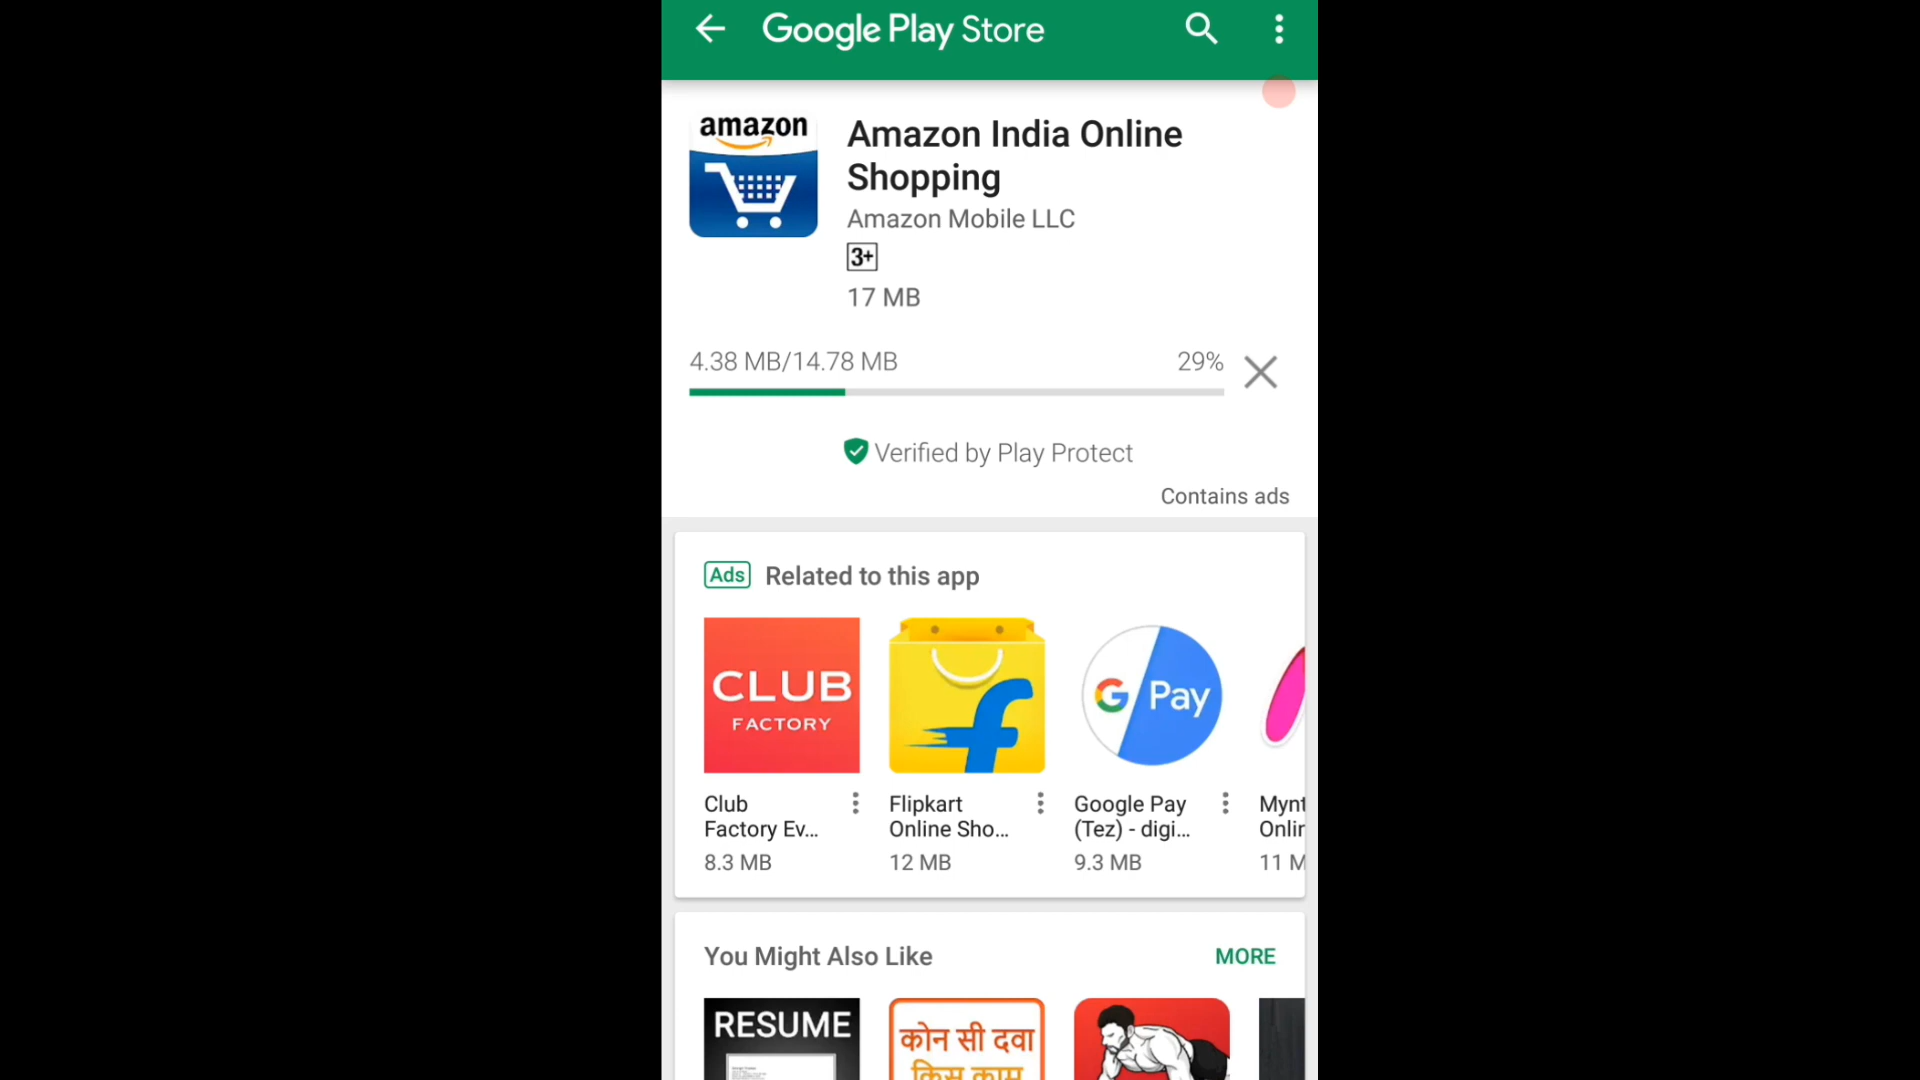 Google Play Store
amazon
Amazon India Online
Shopping
Amazon Mobile LLC
3+
17 MB
4.38 MB/14.78 MB 29%
Verified by Play Protect
Contains ads
Ads Related to this app
CLUB
FACTORY
f
G Pay
Club
Factory Ev...
8.3 MB
Flipkart
Online Sho...
12 MB
Google Pay
(Tez) - digi...
9.3 MB
Mynt
Onlin
11 M
You Might Also Like MORE
RESUME
कोन सी दवा
किस काम